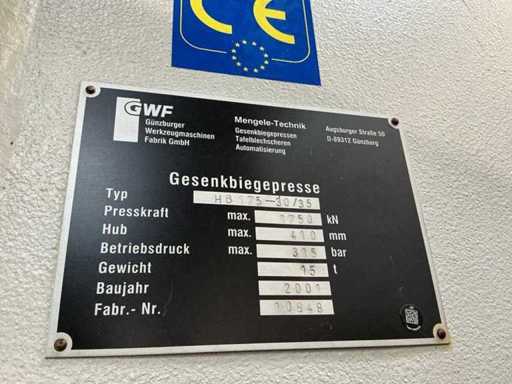 CE
GWF
Günzburger
Werkzeugmaschinen
Fabrik GmbH
Mengele-Technik
Gesenkbiegepressen
Tafelblechscheren
Automatisierung
Augsburger Straße 50
D-89312 Günzburg
Gesenkbiegepresse
Typ HB 175-30/35
Presskraft max. 1750 kN
Hub max. 410 mm
Betriebsdruck max. 315 bar
Gewicht 15 t
Baujahr 2001
Fabr.- Nr. 10848